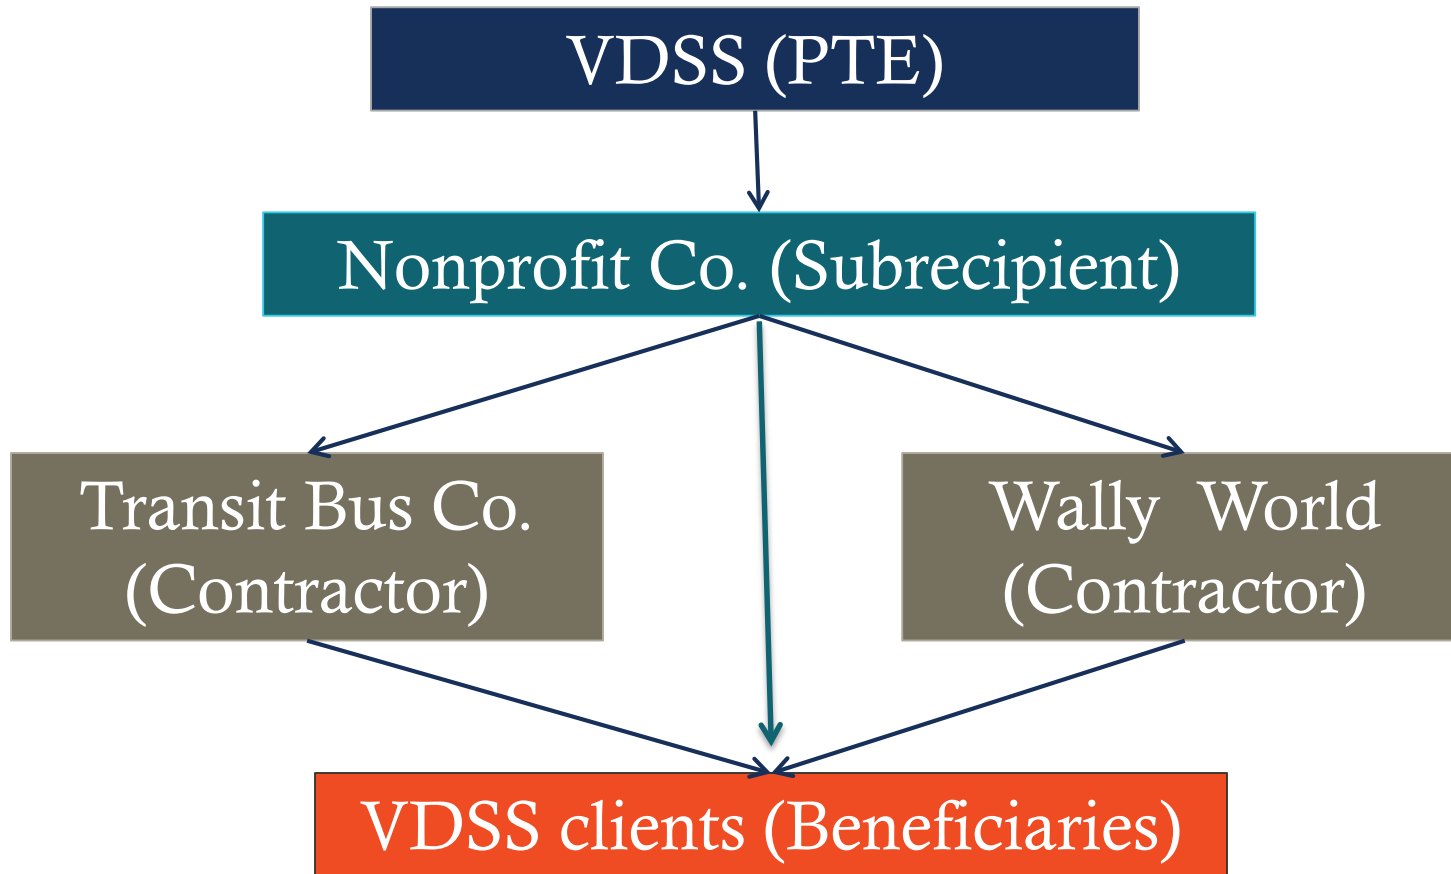 VDSS (PTE)
Nonprofit Co. (Subrecipient)
Transit Bus Co.
(Contractor)
Wally  World
(Contractor)
VDSS clients (Beneficiaries)